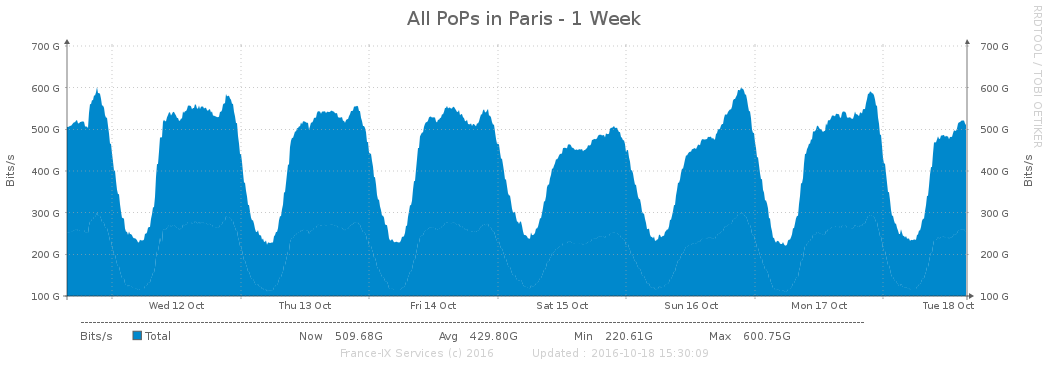 All PoPs in Paris - 1 Week
RRDTOOL / TOBI OETIKER
700 G 700 G
600 G 600 G
500 G 500 G
400 G 400 G
300 G 300 G
200 G 200 G
100 G 100 G
Bits/s
Bits/s
Wed 12 Oct Thu 13 Oct Fri 14 Oct Sat 15 Oct Sun 16 Oct Mon 17 Oct Tue 18 Oct
Bits/s Total Now 509.68G Avg 429.80G Min 220.61G Max 600.75G
France-IX Services (c) 2016 Updated : 2016-10-18 15:30:09